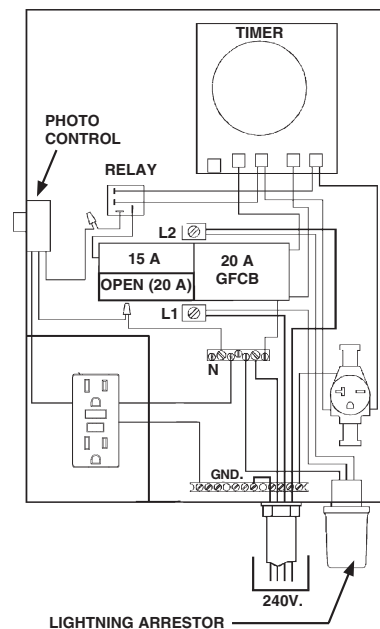 TIMER
PHOTO
CONTROL
RELAY
L2
15 A
20 A
GFCB
OPEN (20 A)
L1
N
GND.
240V.
LIGHTNING ARRESTOR